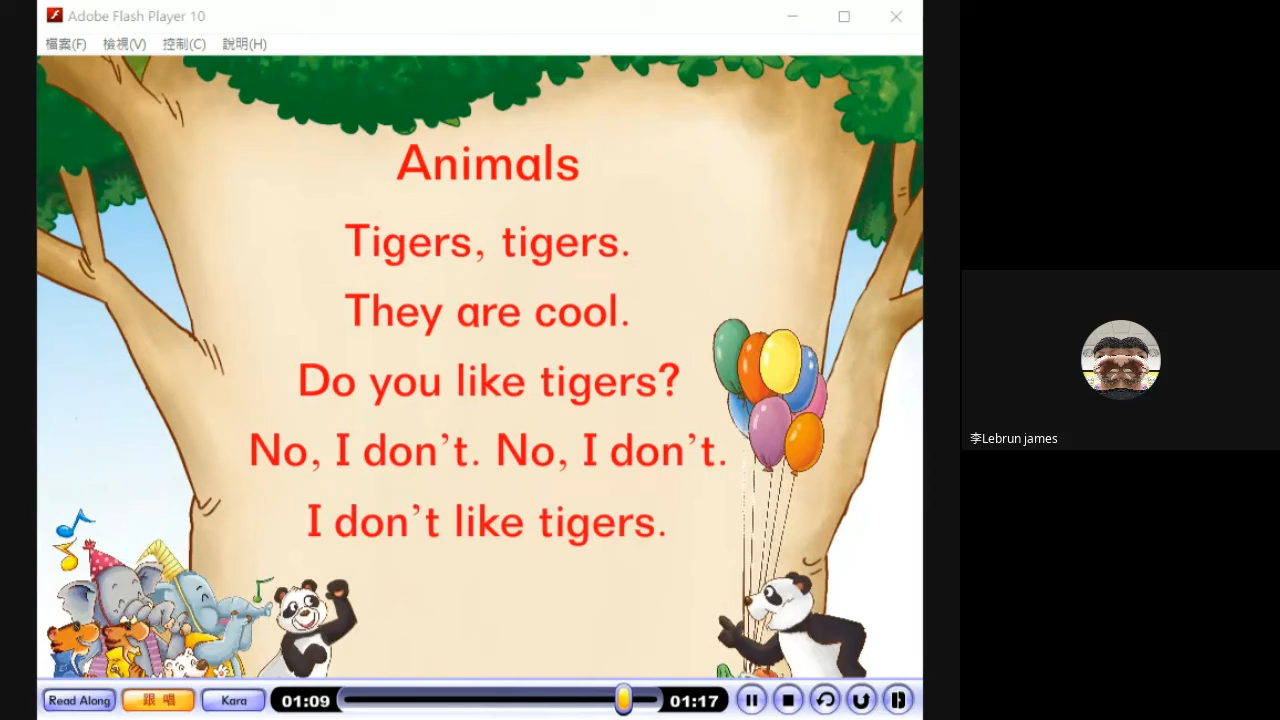 Adobe Flash Player 10
檔案(F) 檢視(V) 控制(C) 說明(H)
Animals
Tigers, tigers.
They are cool.
Do you like tigers?
No, I don't. No, I don't.
I don't like tigers.
李Lebrun james
Read Along 跟 唱 Kara 01:09 01:17